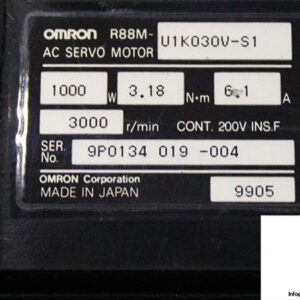 OMRON R88M-U1K030V-S1
AC SERVO MOTOR
1000 W 3.18 N·m 6.1 A
3000 r/min CONT. 200V INS.F
SER. No. 9P0134 019 -004
OMRON Corporation
MADE IN JAPAN 9905